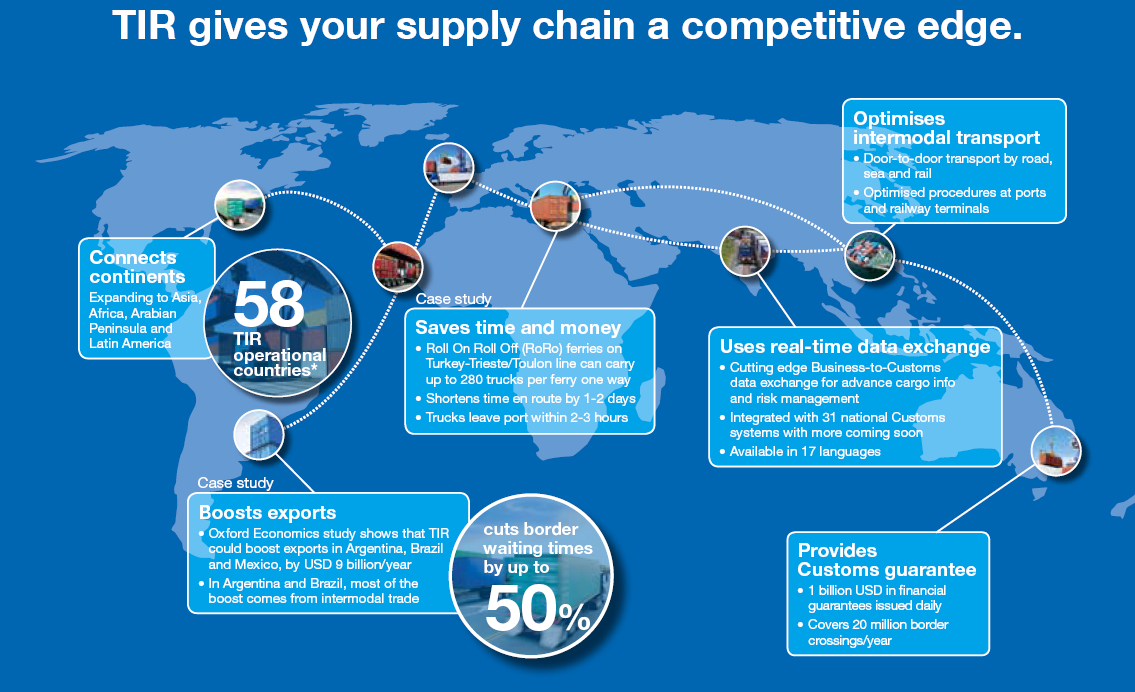 TIR gives your supply chain a competitive edge.
Optimises
intermodal transport
• Door-to-door transport by road,
sea and rail
• Optimised procedures at ports
and railway terminals
Connects
continents
Expanding to Asia,
Africa, Arabian
Peninsula and
Latin America
58
TIR
operational
countries*
Case study
Saves time and money
• Roll On Roll Off (RoRo) ferries on
Turkey-Trieste/Toulon line can carry
up to 280 trucks per ferry one way
• Shortens time en route by 1-2 days
• Trucks leave port within 2-3 hours
Uses real-time data exchange
• Cutting edge Business-to-Customs
data exchange for advance cargo info
and risk management
• Integrated with 31 national Customs
systems with more coming soon
• Available in 17 languages
Case study
Boosts exports
• Oxford Economics study shows that TIR
could boost exports in Argentina, Brazil
and Mexico, by USD 9 billion/year
• In Argentina and Brazil, most of the
boost comes from intermodal trade
cuts border
waiting times
by up to
50%
Provides
Customs guarantee
• 1 billion USD in financial
guarantees issued daily
• Covers 20 million border
crossings/year